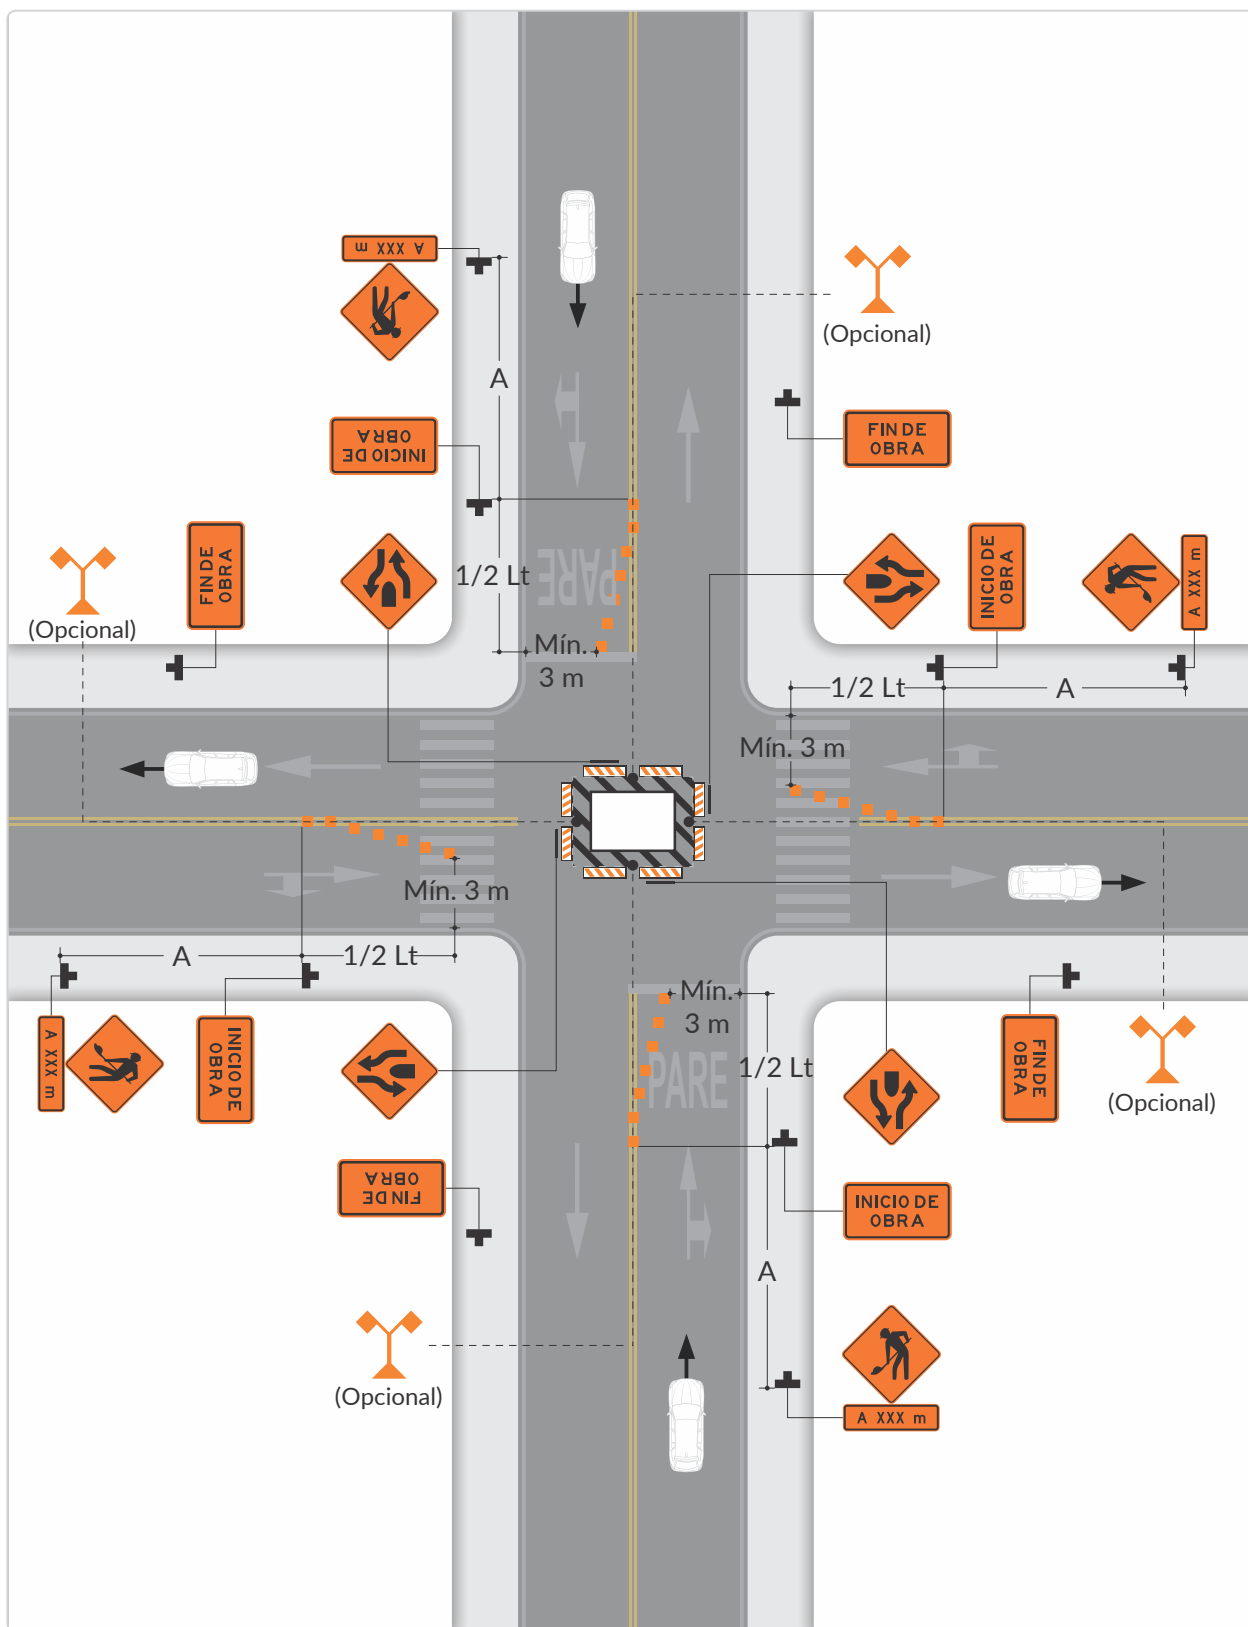 A XXX m
(Opcional)
A
INICIO DE
OBRA
FIN DE
OBRA
FIN DE
OBRA
INICIO DE
OBRA
A XXX m
PARE
1/2 Lt
(Opcional)
Mín.
3 m
1/2 Lt
A
Mín. 3 m
Mín. 3 m
A
1/2 Lt
Mín.
3 m
A XXX m
INICIO DE
OBRA
FIN DE
OBRA
PARE
1/2 Lt
(Opcional)
FIN DE
OBRA
INICIO DE
OBRA
A
(Opcional)
A XXX m